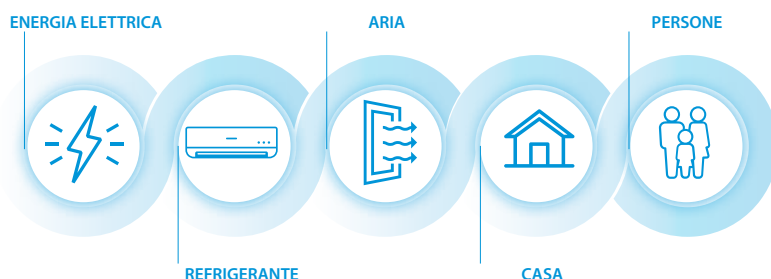 ENERGIA ELETTRICA
REFRIGERANTE
ARIA
CASA
PERSONE